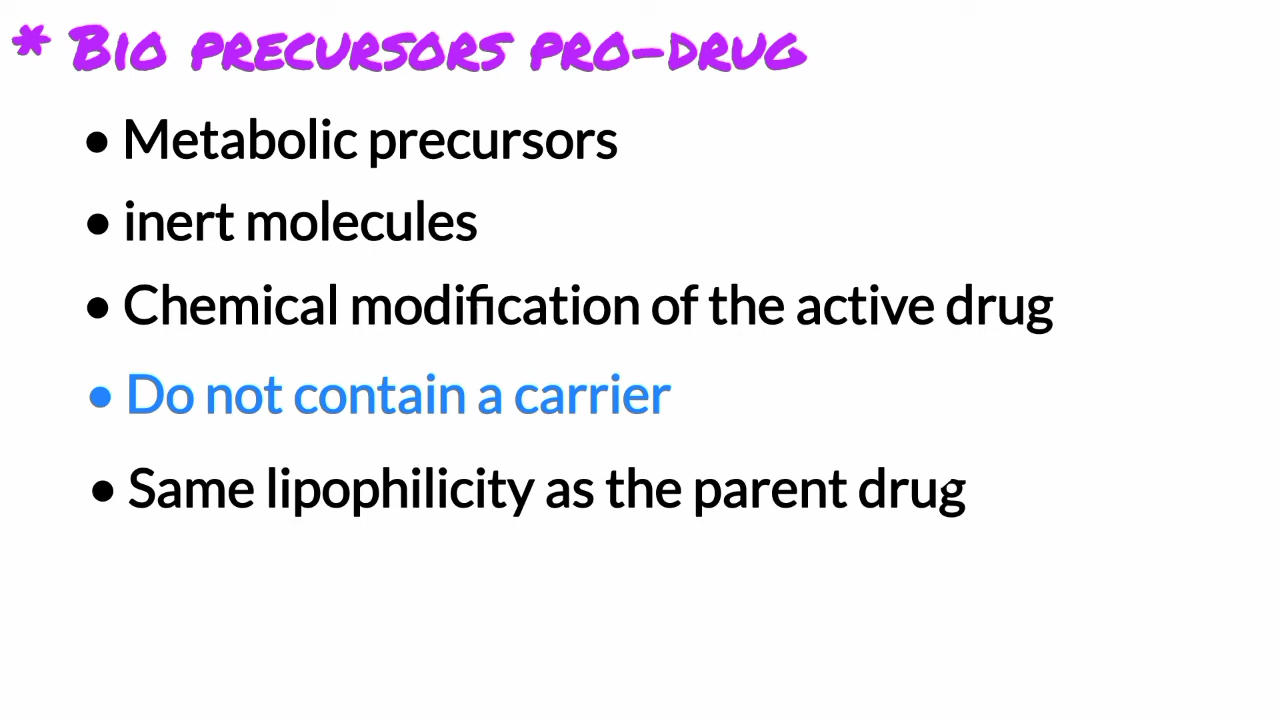 * Bio precursors pro-drug
• Metabolic precursors
• inert molecules
• Chemical modification of the active drug
• Do not contain a carrier
• Same lipophilicity as the parent drug